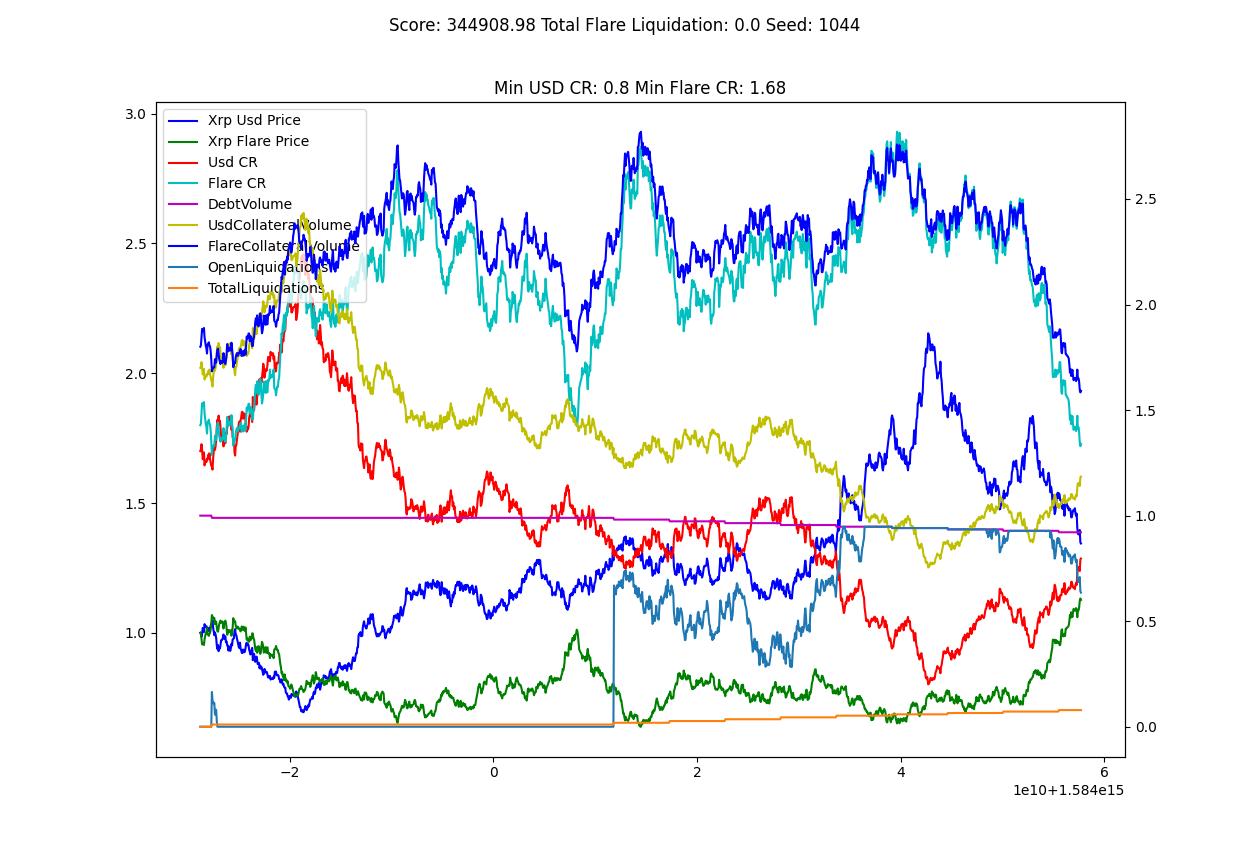 Score: 344908.98 Total Flare Liquidation: 0.0 Seed: 1044
Min USD CR: 0.8 Min Flare CR: 1.68
Xrp Usd Price
Xrp Flare Price
Usd CR
Flare CR
DebtVolume
UsdCollateralVolume
FlareCollateralVolume
OpenLiquidations
TotalLiquidations
3.0
2.5
2.0
1.5
1.0
2.5
2.0
1.5
1.0
0.5
0.0
−2 0 2 4 6
1e10+1.584e15